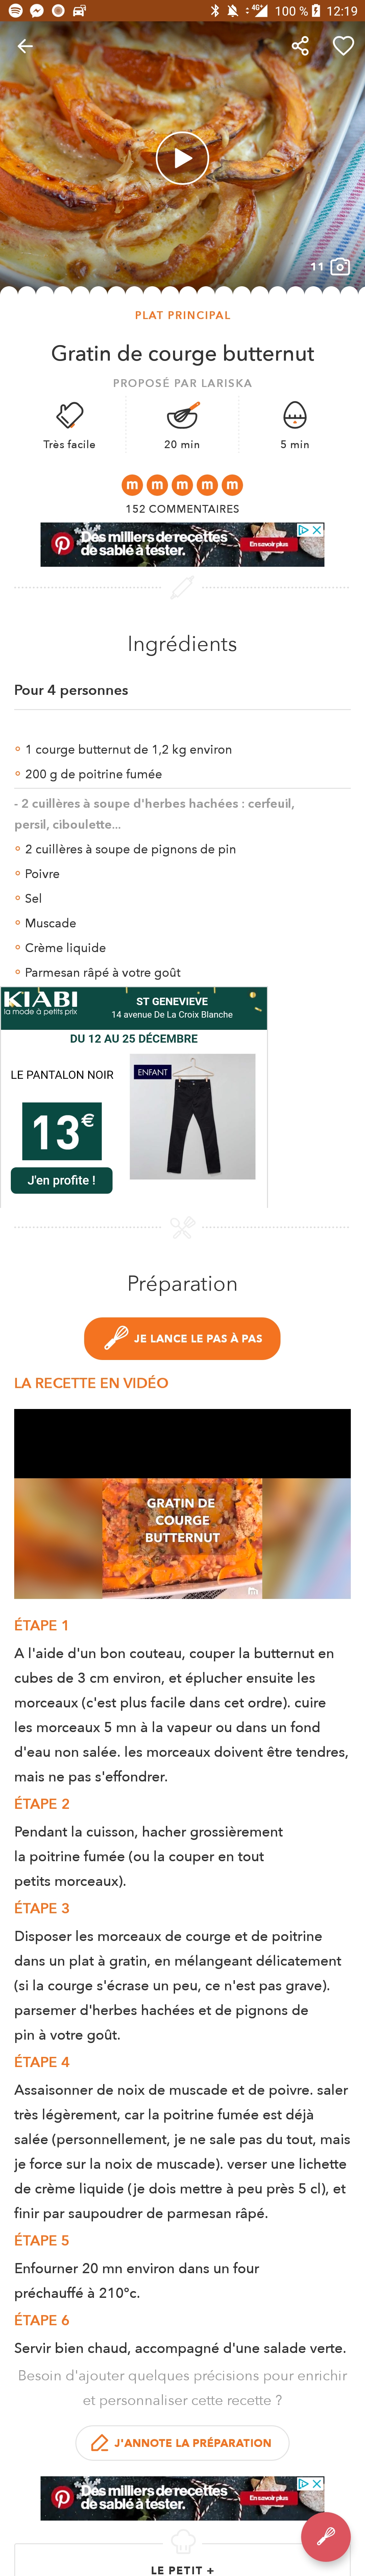 4G+ 100 % 12:19
11
PLAT PRINCIPAL
Gratin de courge butternut
PROPOSÉ PAR LARISKA
Très facile
20 min
5 min
m m m m m
152 COMMENTAIRES
Des milliers de recettes
de sablé à tester.
En savoir plus
Ingrédients
Pour 4 personnes
1 courge butternut de 1,2 kg environ
200 g de poitrine fumée
- 2 cuillères à soupe d'herbes hachées : cerfeuil,
persil, ciboulette...
2 cuillères à soupe de pignons de pin
Poivre
Sel
Muscade
Crème liquide
Parmesan râpé à votre goût
KIABI
la mode à petits prix
ST GENEVIEVE
14 avenue De La Croix Blanche
DU 12 AU 25 DÉCEMBRE
LE PANTALON NOIR
ENFANT
13€
J'en profite !
Préparation
JE LANCE LE PAS À PAS
LA RECETTE EN VIDÉO
GRATIN DE
COURGE
BUTTERNUT
m
ÉTAPE 1
A l'aide d'un bon couteau, couper la butternut en
cubes de 3 cm environ, et éplucher ensuite les
morceaux (c'est plus facile dans cet ordre). cuire
les morceaux 5 mn à la vapeur ou dans un fond
d'eau non salée. les morceaux doivent être tendres,
mais ne pas s'effondrer.
ÉTAPE 2
Pendant la cuisson, hacher grossièrement
la poitrine fumée (ou la couper en tout
petits morceaux).
ÉTAPE 3
Disposer les morceaux de courge et de poitrine
dans un plat à gratin, en mélangeant délicatement
(si la courge s'écrase un peu, ce n'est pas grave).
parsemer d'herbes hachées et de pignons de
pin à votre goût.
ÉTAPE 4
Assaisonner de noix de muscade et de poivre. saler
très légèrement, car la poitrine fumée est déjà
salée (personnellement, je ne sale pas du tout, mais
je force sur la noix de muscade). verser une lichette
de crème liquide (je dois mettre à peu près 5 cl), et
finir par saupoudrer de parmesan râpé.
ÉTAPE 5
Enfourner 20 mn environ dans un four
préchauffé à 210°c.
ÉTAPE 6
Servir bien chaud, accompagné d'une salade verte.
Besoin d'ajouter quelques précisions pour enrichir
et personnaliser cette recette ?
J'ANNOTE LA PRÉPARATION
Des milliers de recettes
de sablé à tester.
En savoir plus
LE PETIT +